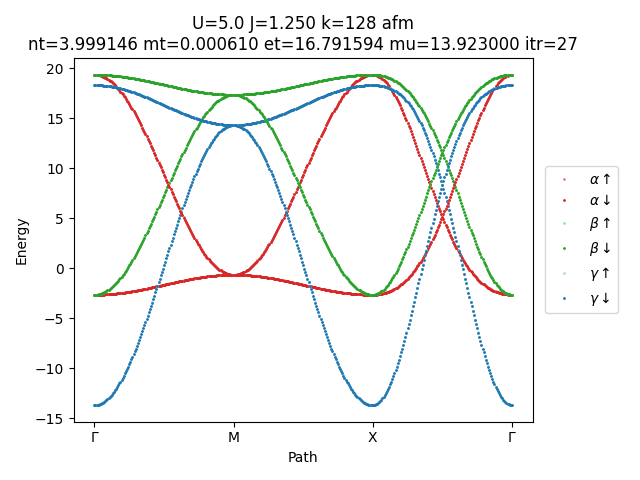 U=5.0 J=1.250 k=128 afm
nt=3.999146 mt=0.000610 et=16.791594 mu=13.923000 itr=27
20
15
10
5
0
−5
−10
−15
Energy
Γ
M
X
Γ
Path
α↑
α↓
β↑
β↓
γ↑
γ↓